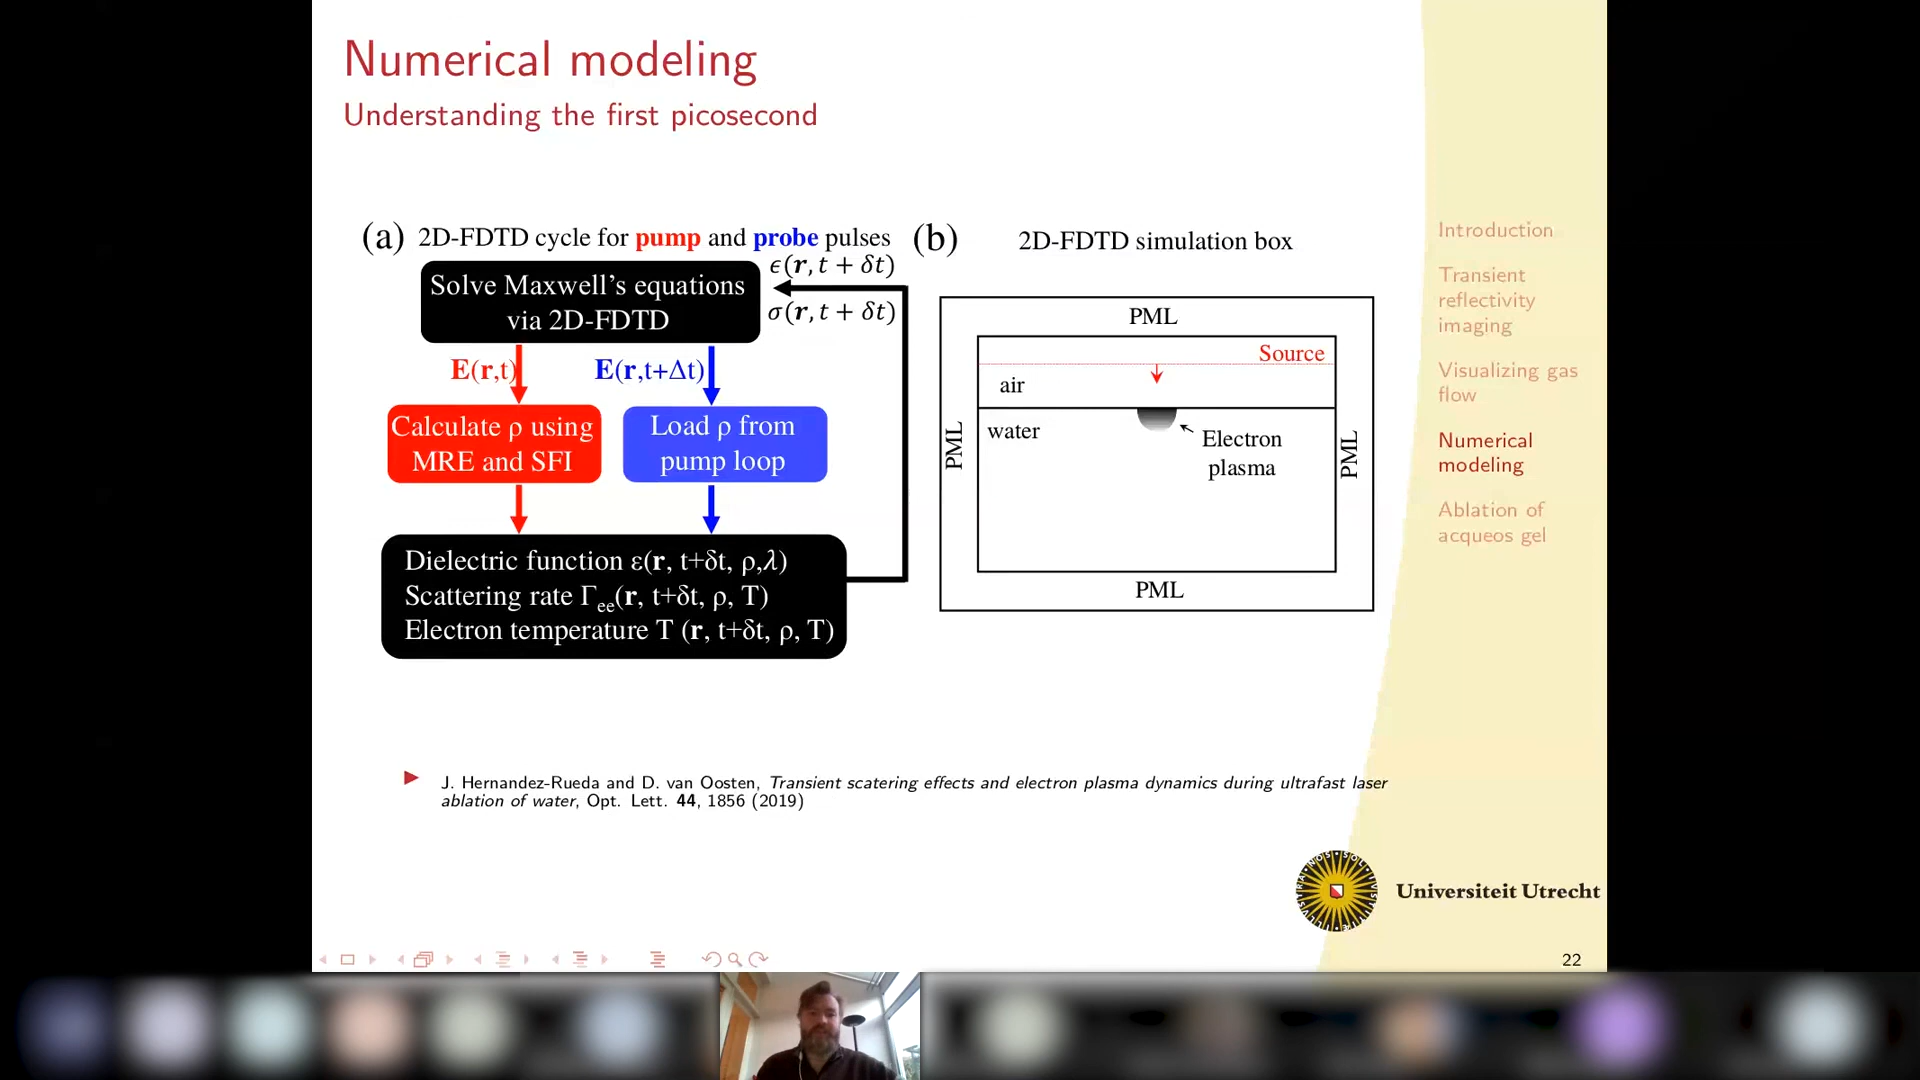 Numerical modeling
Understanding the first picosecond
(a) 2D-FDTD cycle for pump and probe pulses
Solve Maxwell's equations
via 2D-FDTD
ϵ(r, t + δt)
σ(r, t + δt)
E(r,t)
E(r,t+Δt)
Calculate ρ using
MRE and SFI
Load ρ from
pump loop
Dielectric function ε(r, t+δt, ρ,λ)
Scattering rate Γee(r, t+δt, ρ, T)
Electron temperature T (r, t+δt, ρ, T)
(b) 2D-FDTD simulation box
PML
Source
air
water
Electron
plasma
PML
PML
PML
J. Hernandez-Rueda and D. van Oosten, Transient scatering effects and electron plasma dynamics during ultrafast laser
ablation of water, Opt. Lett. 44, 1856 (2019)
Introduction
Transient
reflectivity
imaging
Visualizing gas
flow
Numerical
modeling
Ablation of
acqueos gel
Universiteit Utrecht
22